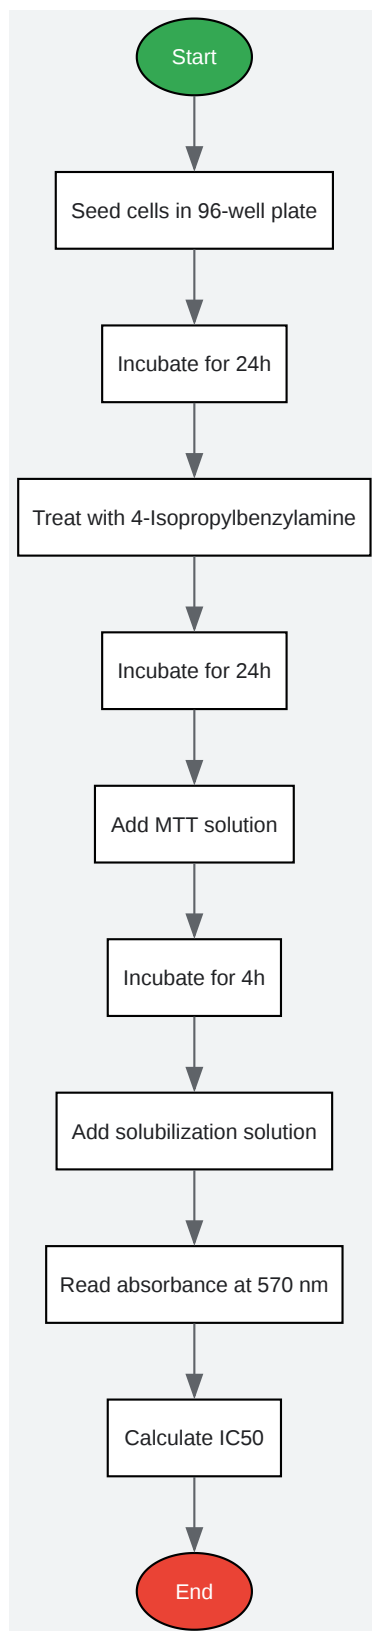 Start
Seed cells in 96-well plate
Incubate for 24h
Treat with 4-Isopropylbenzylamine
Incubate for 24h
Add MTT solution
Incubate for 4h
Add solubilization solution
Read absorbance at 570 nm
Calculate IC50
End